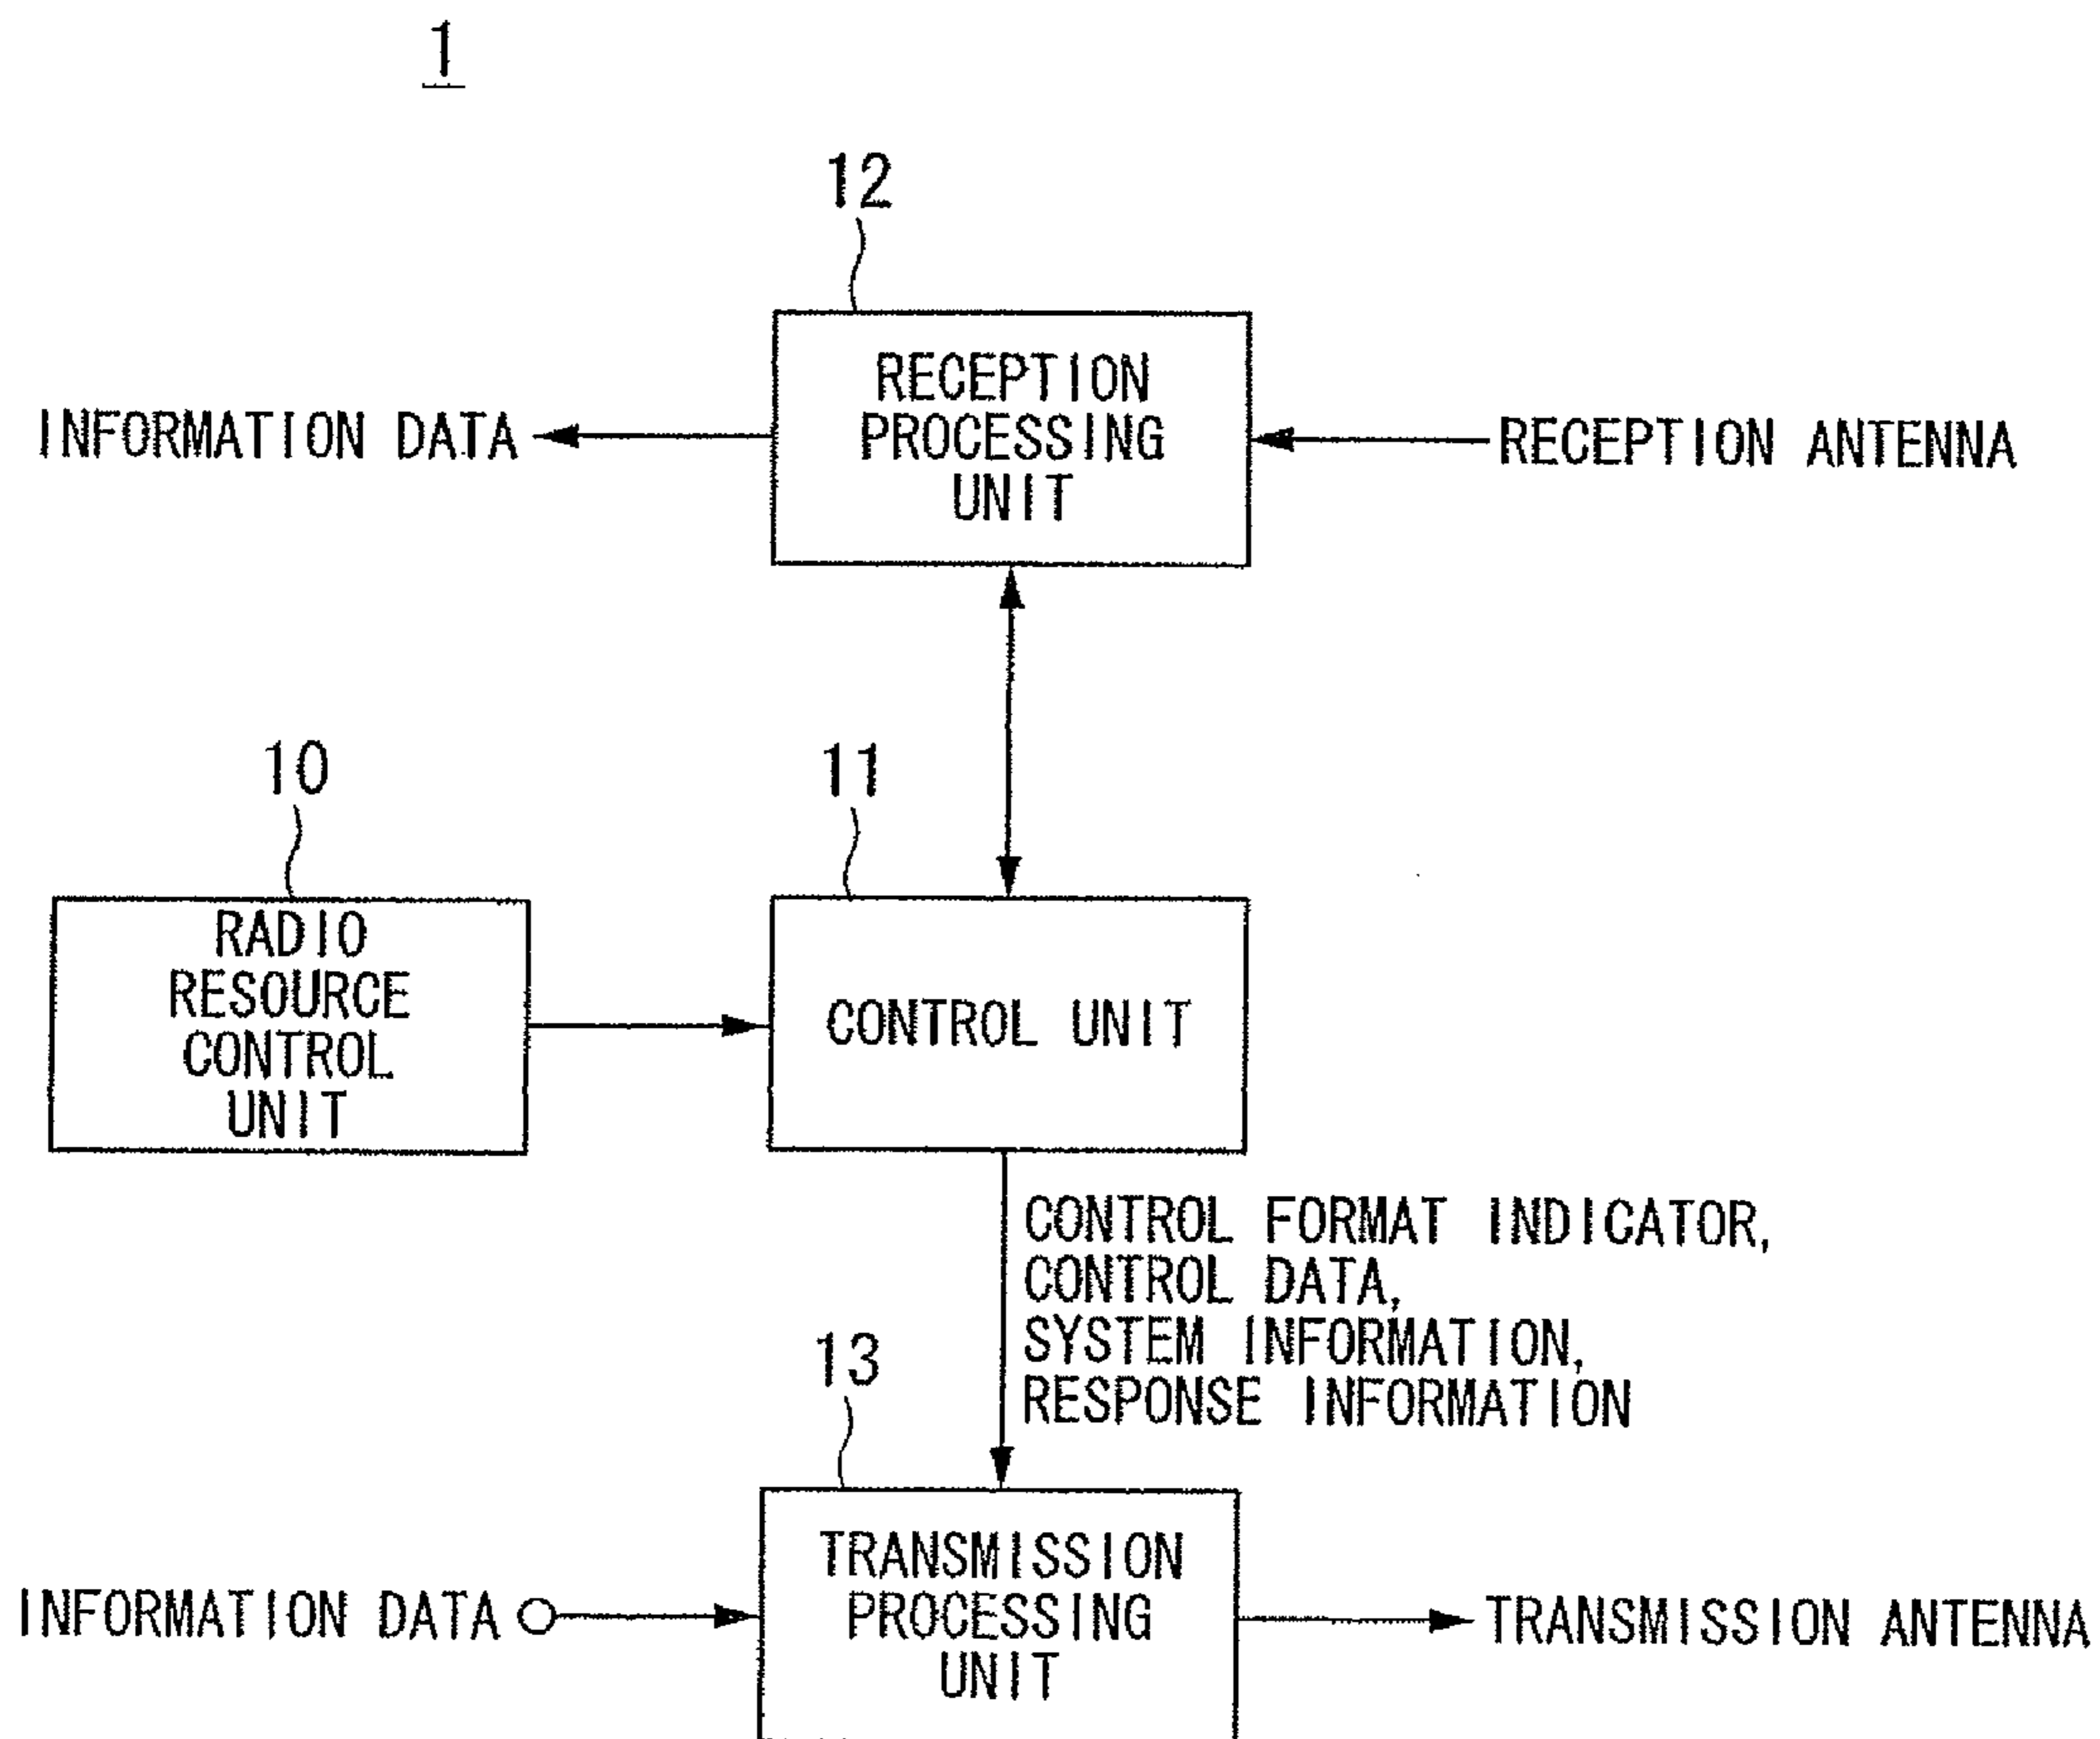 1
12
RECEPTION
PROCESSING
UNIT
INFORMATION DATA
RECEPTION ANTENNA
10
11
RADIO
RESOURCE
CONTROL
UNIT
CONTROL UNIT
CONTROL FORMAT INDICATOR,
CONTROL DATA,
SYSTEM INFORMATION,
RESPONSE INFORMATION
13
TRANSMISSION
PROCESSING
UNIT
INFORMATION DATA
TRANSMISSION ANTENNA